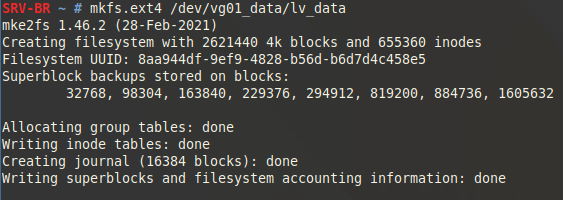 SRV-BR ~ # mkfs.ext4 /dev/vg01_data/lv_data
mke2fs 1.46.2 (28-Feb-2021)
Creating filesystem with 2621440 4k blocks and 655360 inodes
Filesystem UUID: 8aa944df-9ef9-4828-b56d-b6d7d4c458e5
Superblock backups stored on blocks:
32768, 98304, 163840, 229376, 294912, 819200, 884736, 1605632
Allocating group tables: done
Writing inode tables: done
Creating journal (16384 blocks): done
Writing superblocks and filesystem accounting information: done